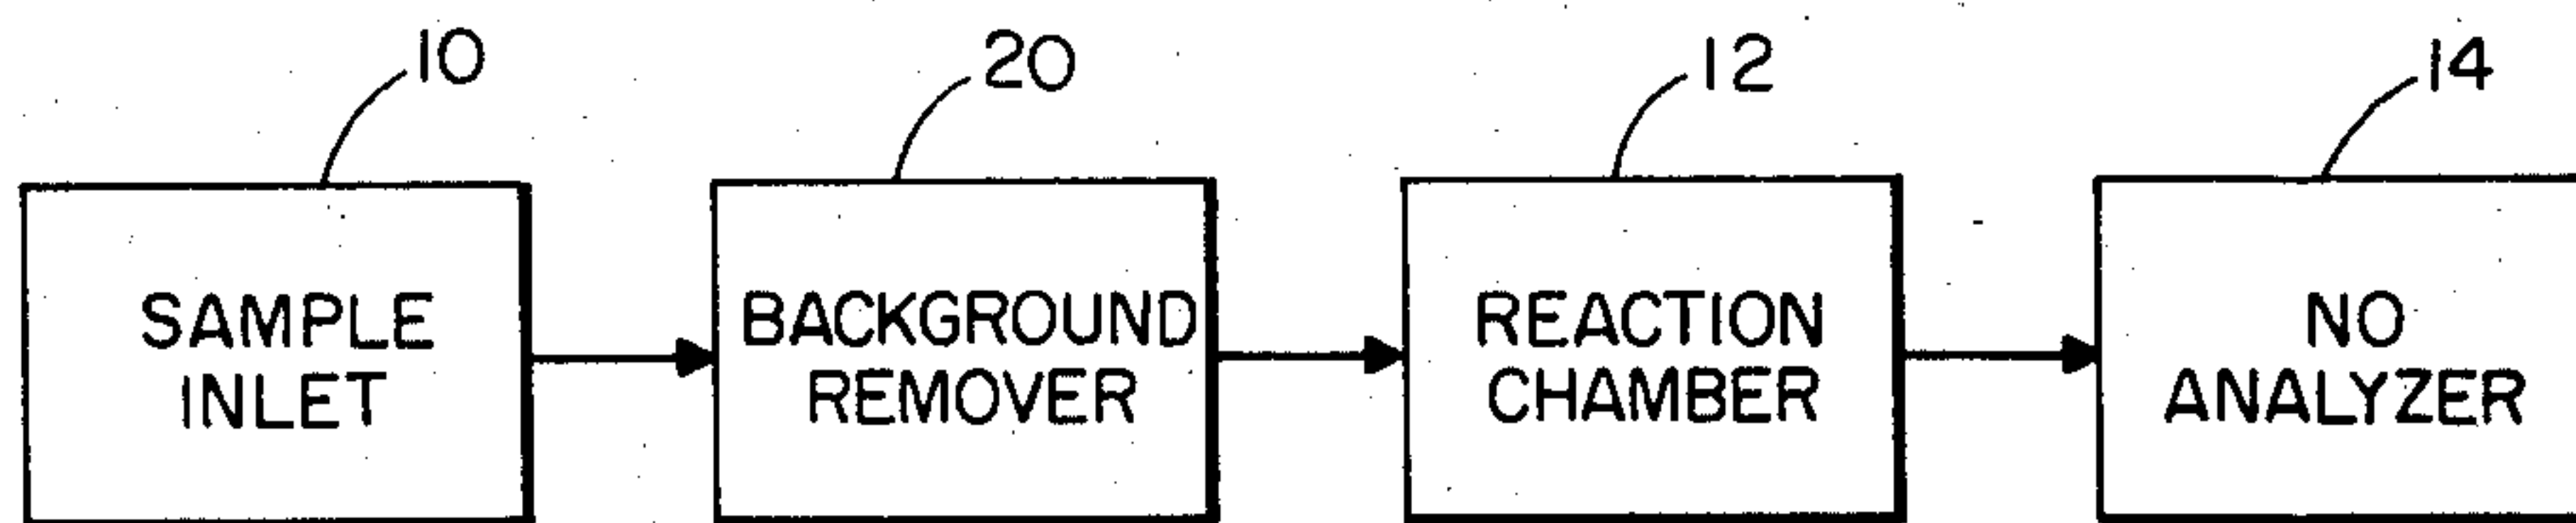 10
20
12
14
SAMPLE
INLET
BACKGROUND
REMOVER
REACTION
CHAMBER
NO
ANALYZER